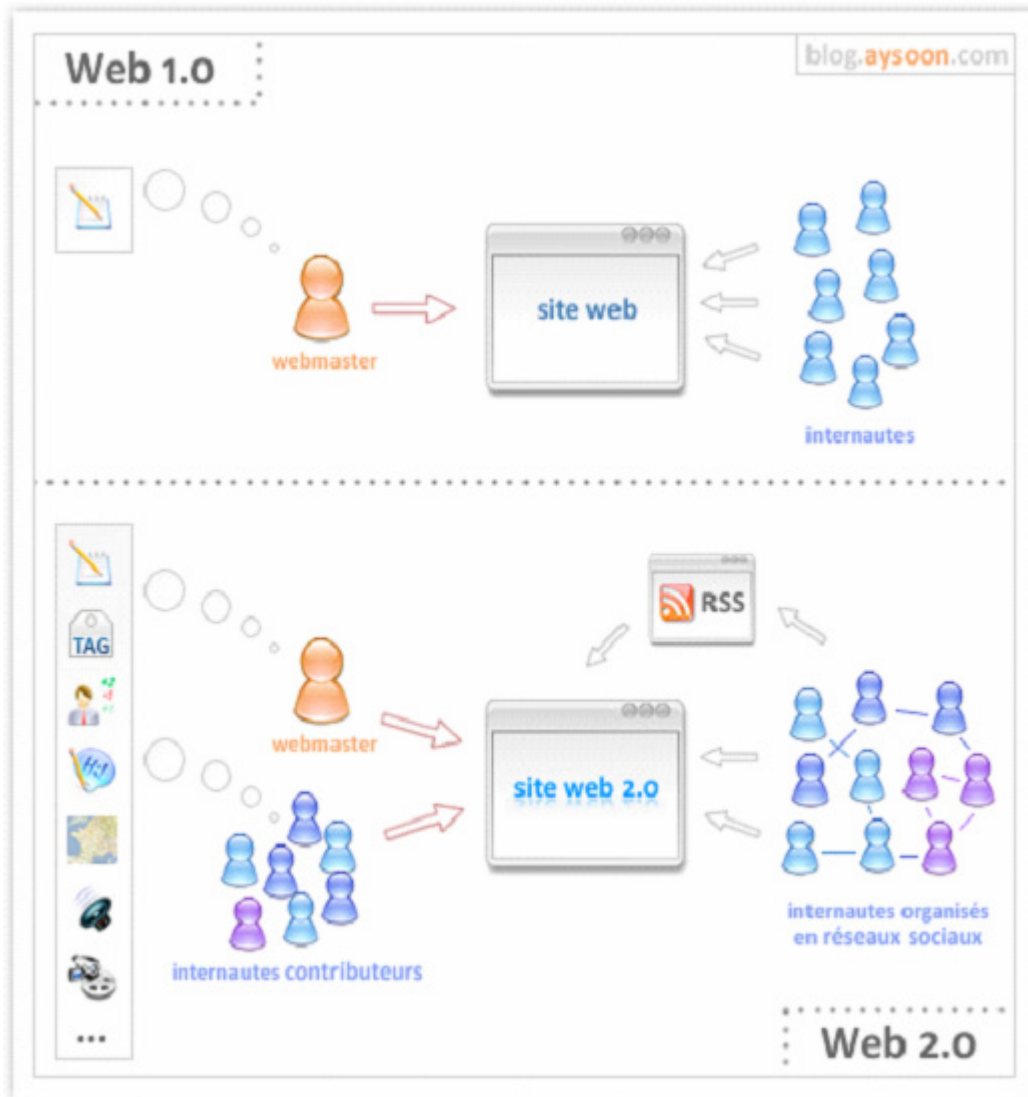 Web 1.0
blog.aysoon.com
site web
webmaster
internautes
RSS
TAG
webmaster
Hi!
site web 2.0
internautes organisés
en réseaux sociaux
internautes contributeurs
...
Web 2.0